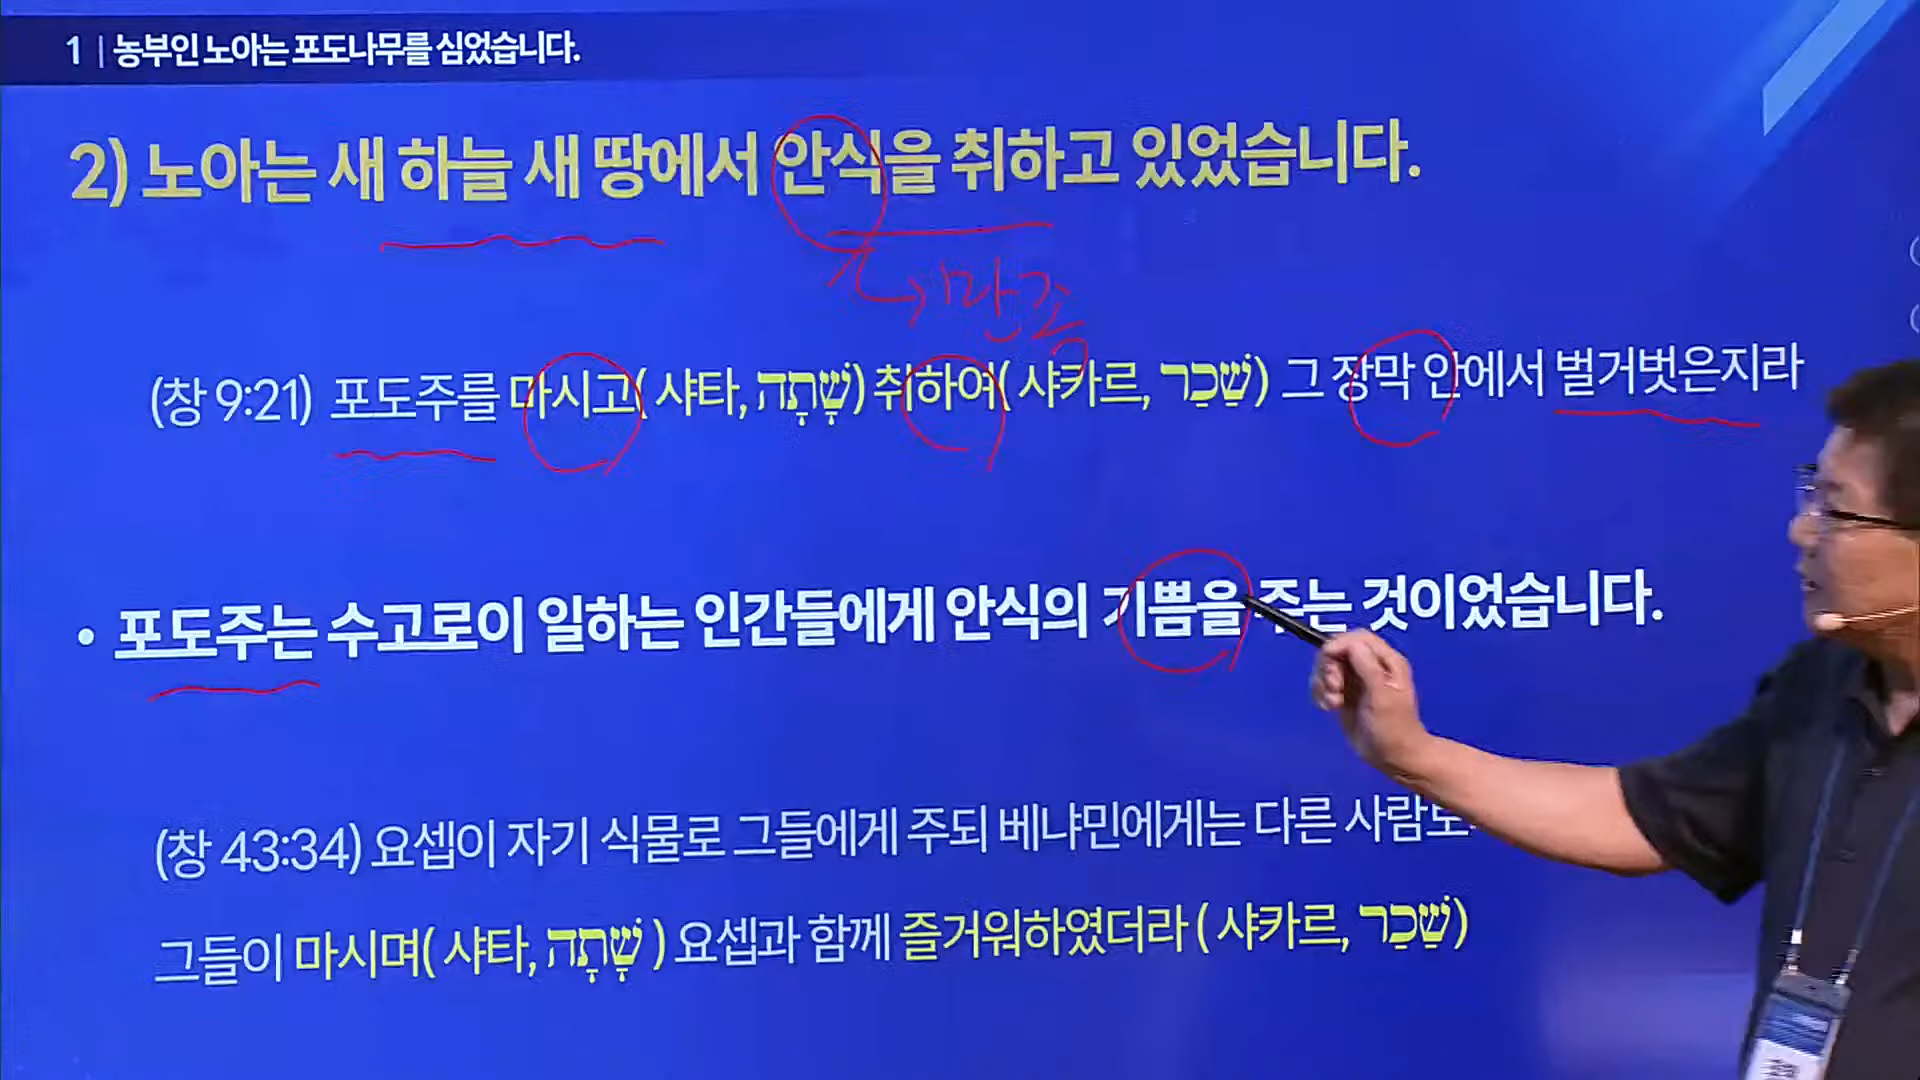 1 | 농부인 노아는 포도나무를 심었습니다.
2) 노아는 새 하늘 새 땅에서 안식을 취하고 있었습니다.
만족
(창 9:21) 포도주를 마시고( 샤타, שָׁתָה) 취하여( 샤카르, שָׁכַר) 그 장막 안에서 벌거벗은지라
• 포도주는 수고로이 일하는 인간들에게 안식의 기쁨을 주는 것이었습니다.
(창 43:34) 요셉이 자기 식물로 그들에게 주되 베냐민에게는 다른 사람보다
그들이 마시며( 샤타, שָׁתָה ) 요셉과 함께 즐거워하였더라 ( 샤카르, שָׁכַר)